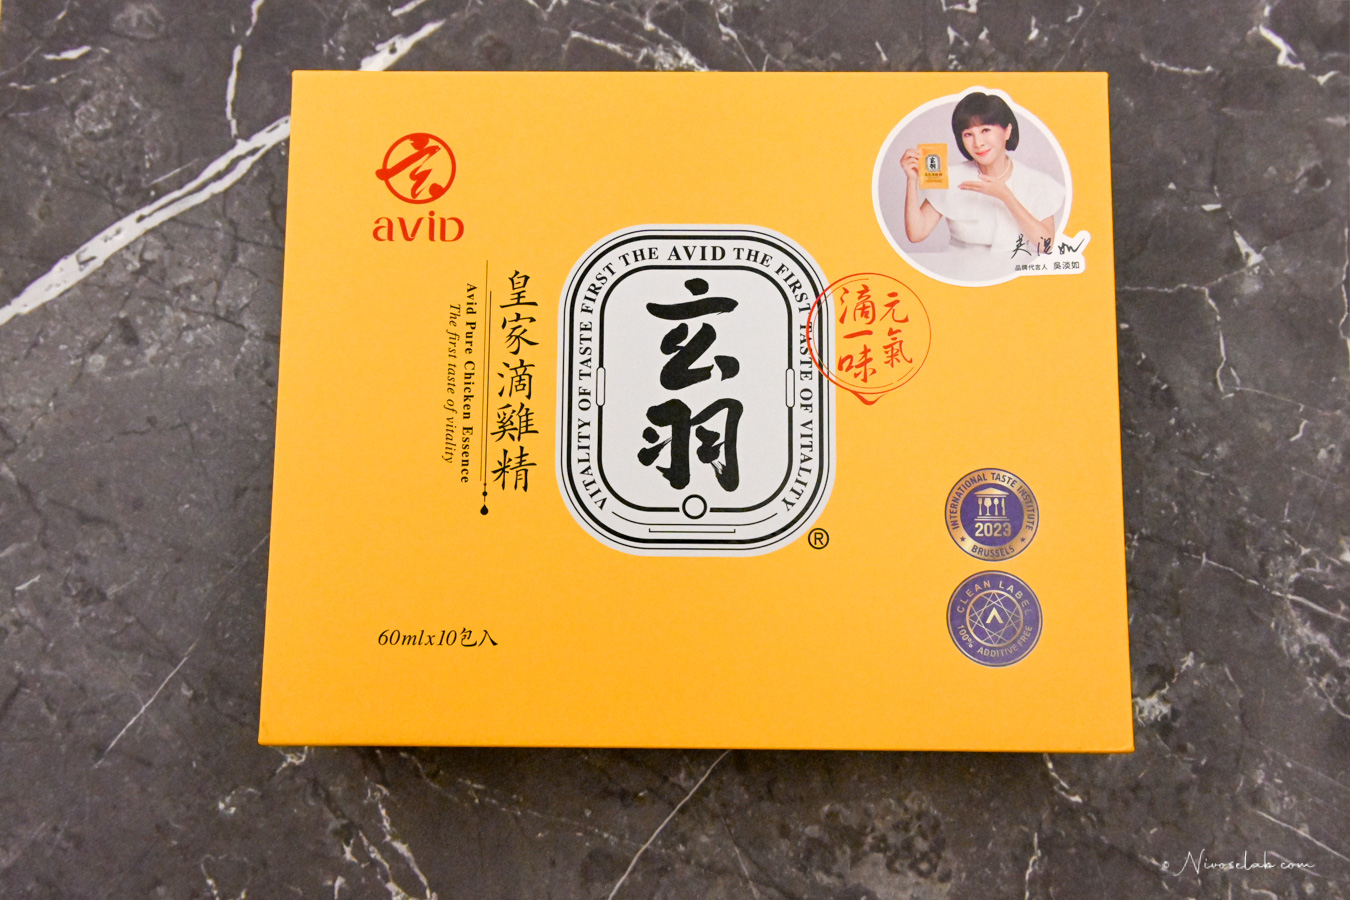 玄
avid
皇家滴雞精
Avid Pure Chicken Essence
The first taste of vitality
60mlx10包入
THE AVID THE FIRST TASTE OF VITALITY
VITALITY OF TASTE FIRST
玄羽
®
元氣
滴一味
玄羽
吳淡如
品牌代言人 吳淡如
INTERNATIONAL TASTE INSTITUTE
2023
★ BRUSSELS ★
CLEAN LABEL
100% ADDITIVE FREE
© Nivoselab.com